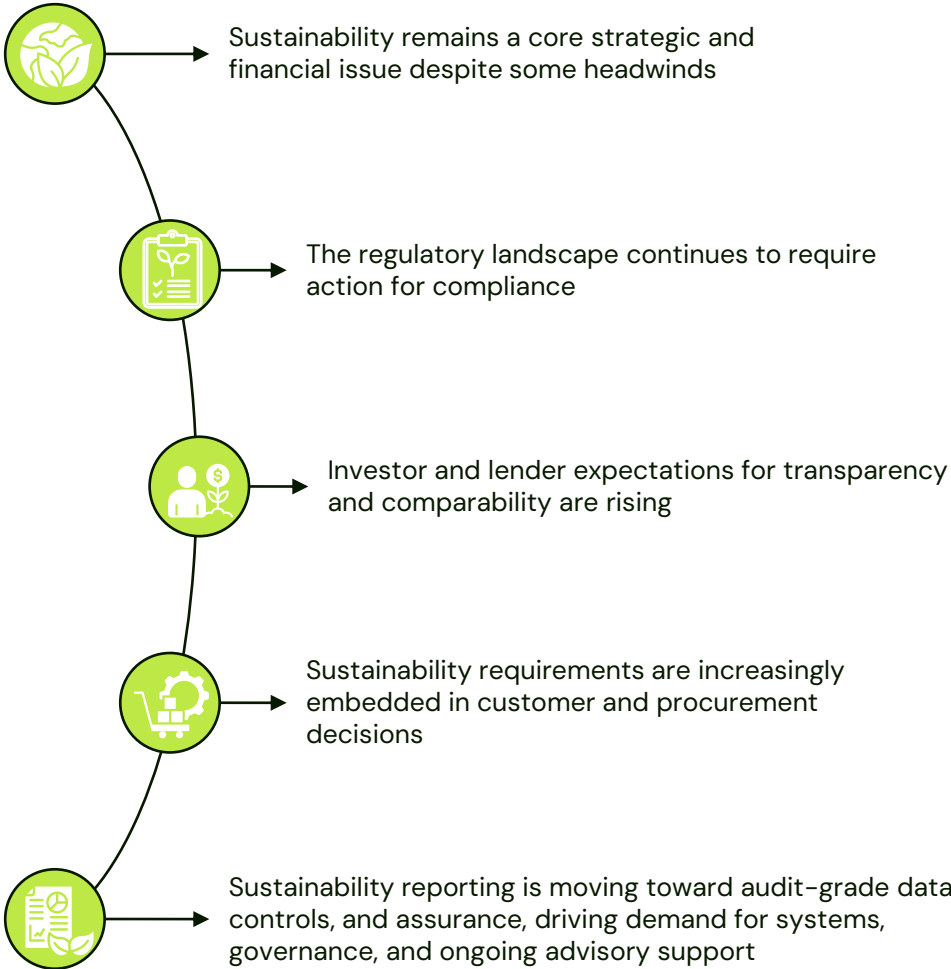 Sustainability remains a core strategic and
financial issue despite some headwinds
The regulatory landscape continues to require
action for compliance
$
Investor and lender expectations for transparency
and comparability are rising
Sustainability requirements are increasingly
embedded in customer and procurement
decisions
Sustainability reporting is moving toward audit-grade data
controls, and assurance, driving demand for systems,
governance, and ongoing advisory support